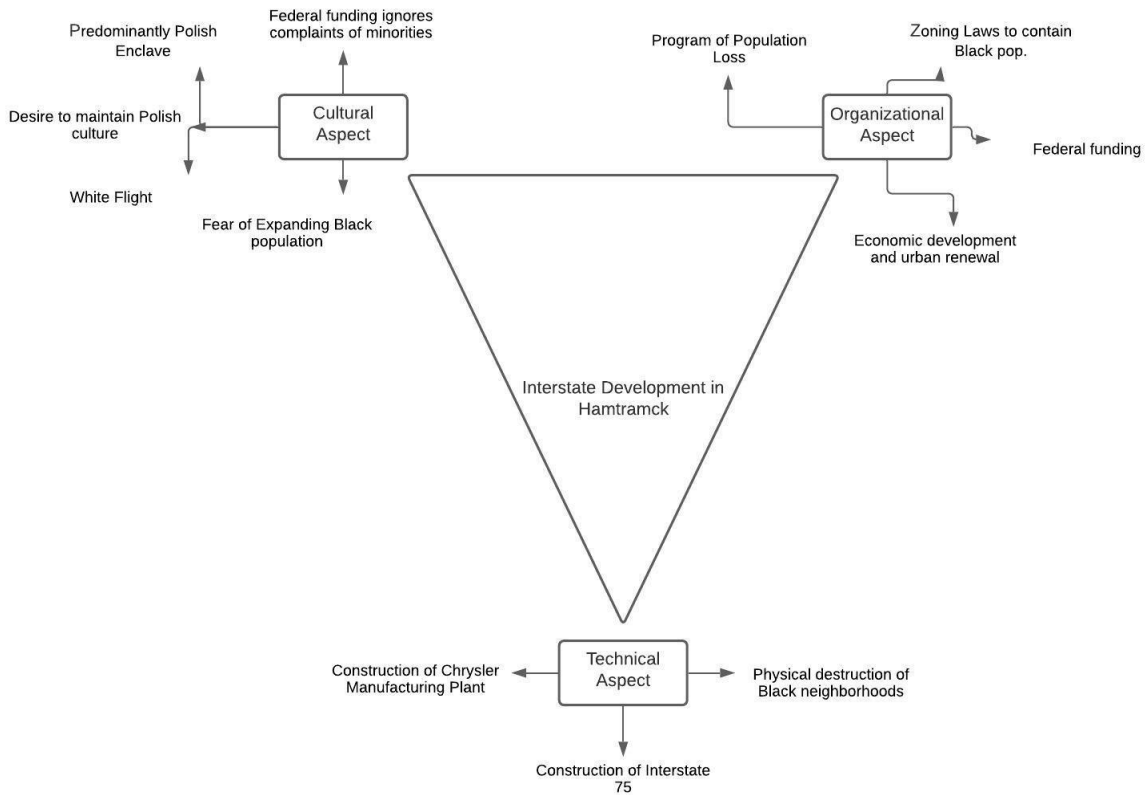 Predominantly Polish
Enclave
Federal funding ignores
complaints of minorities
Desire to maintain Polish
culture
Cultural
Aspect
White Flight
Fear of Expanding Black
population
Program of Population
Loss
Zoning Laws to contain
Black pop.
Organizational
Aspect
Federal funding
Economic development
and urban renewal
Interstate Development in
Hamtramck
Technical
Aspect
Construction of Chrysler
Manufacturing Plant
Physical destruction of
Black neighborhoods
Construction of Interstate
75